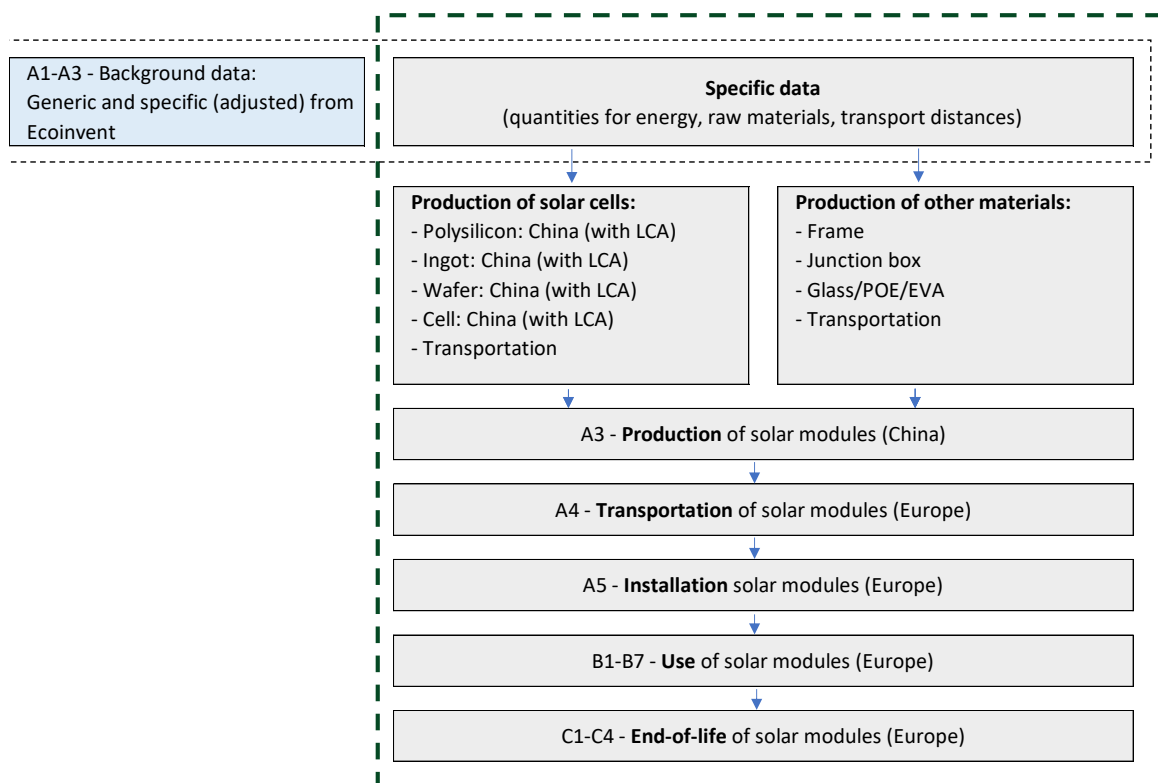 A1-A3 - Background data:
Generic and specific (adjusted) from
Ecoinvent
Specific data
(quantities for energy, raw materials, transport distances)
Production of solar cells:
- Polysilicon: China (with LCA)
- Ingot: China (with LCA)
- Wafer: China (with LCA)
- Cell: China (with LCA)
- Transportation
Production of other materials:
- Frame
- Junction box
- Glass/POE/EVA
- Transportation
A3 - Production of solar modules (China)
A4 - Transportation of solar modules (Europe)
A5 - Installation solar modules (Europe)
B1-B7 - Use of solar modules (Europe)
C1-C4 - End-of-life of solar modules (Europe)